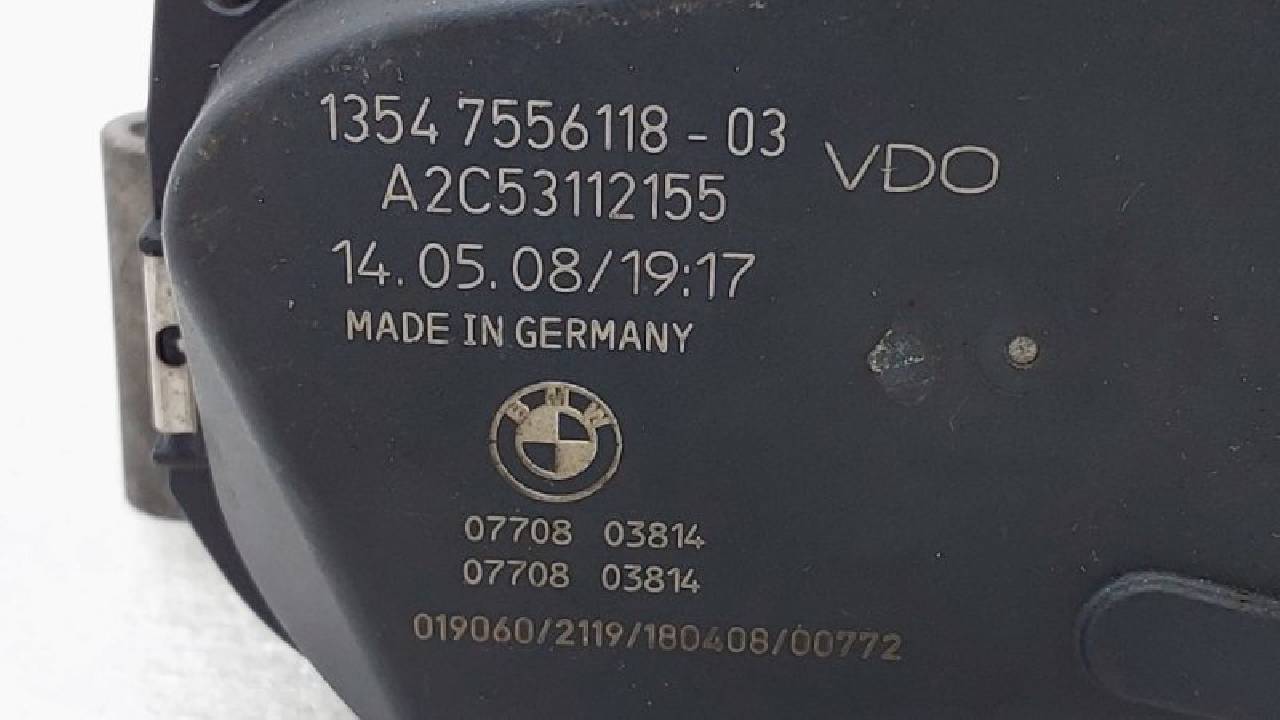 1354 7556118 - 03
VDO
A2C53112155
14.05.08/19:17
MADE IN GERMANY
BMW
07708 03814
07708 03814
019060/2119/180408/00772